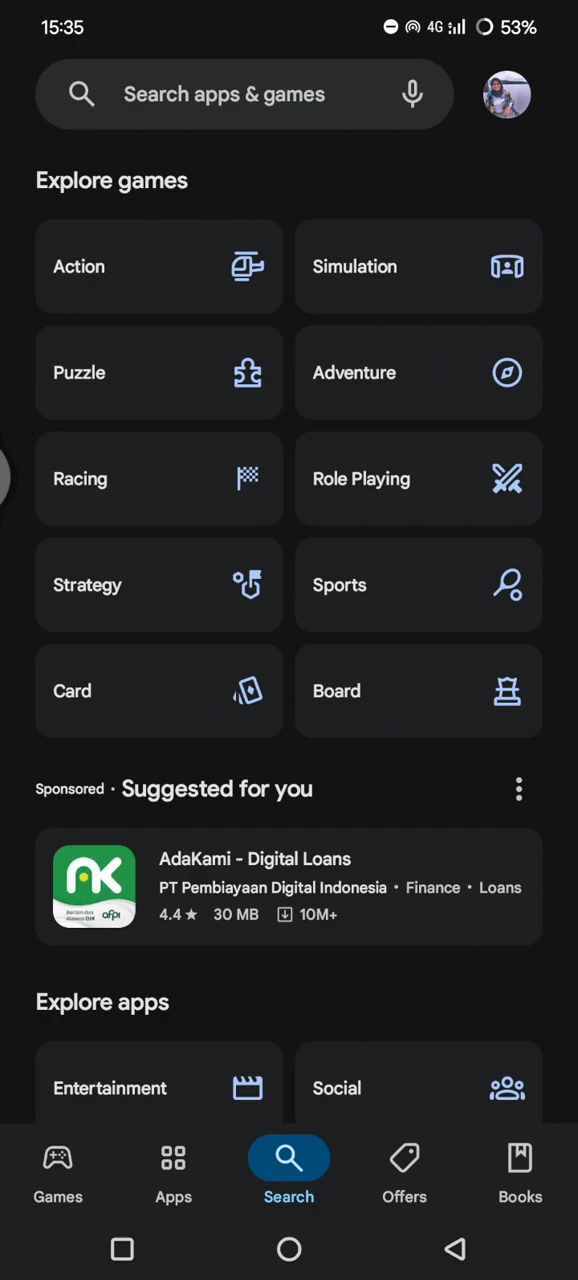 15:35
4G 53%
Search apps & games
Explore games
Action
Simulation
Puzzle
Adventure
Racing
Role Playing
Strategy
Sports
Card
Board
Sponsored • Suggested for you
AK
afpi
AdaKami - Digital Loans
PT Pembiayaan Digital Indonesia • Finance • Loans
4.4★ 30 MB 10M+
Explore apps
Entertainment
Social
Games
Apps
Search
Offers
Books